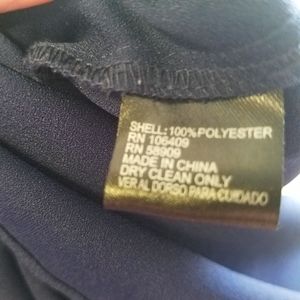 SHELL:100%POLYESTER
RN 106409
RN 58909
MADE IN CHINA
DRY CLEAN ONLY
VER AL DORSO PARA CUIDADO